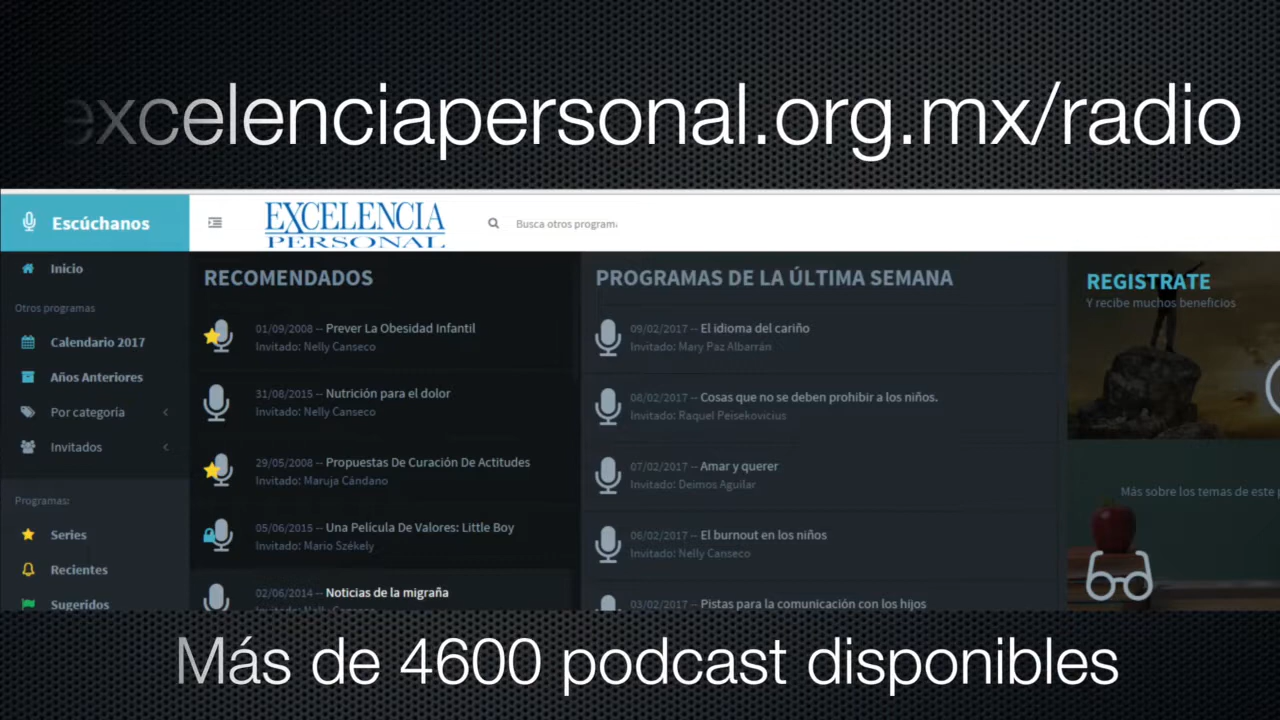 excelenciapersonal.org.mx/radio
Escúchanos
EXCELENCIA
PERSONAL
Busca otros program
Inicio
Otros programas
Calendario 2017
Años Anteriores
Por categoría
Invitados
Programas:
Series
Recientes
Sugeridos
RECOMENDADOS
01/09/2008 -- Prever La Obesidad Infantil
Invitado: Nelly Canseco
31/08/2015 -- Nutrición para el dolor
Invitado: Nelly Canseco
29/05/2008 -- Propuestas De Curación De Actitudes
Invitado: Maruja Cándano
05/06/2015 -- Una Película De Valores: Little Boy
Invitado: Mario Székely
02/06/2014 -- Noticias de la migraña
Invitado: Nelly Canseco
PROGRAMAS DE LA ÚLTIMA SEMANA
09/02/2017 -- El idioma del cariño
Invitado: Mary Paz Albarrán
08/02/2017 -- Cosas que no se deben prohibir a los niños.
Invitado: Raquel Peisekovicius
07/02/2017 -- Amar y querer
Invitado: Deimos Aguilar
06/02/2017 -- El burnout en los niños
Invitado: Nelly Canseco
03/02/2017 -- Pistas para la comunicación con los hijos
REGISTRATE
Y recibe muchos beneficios
Más sobre los temas de este
Más de 4600 podcast disponibles